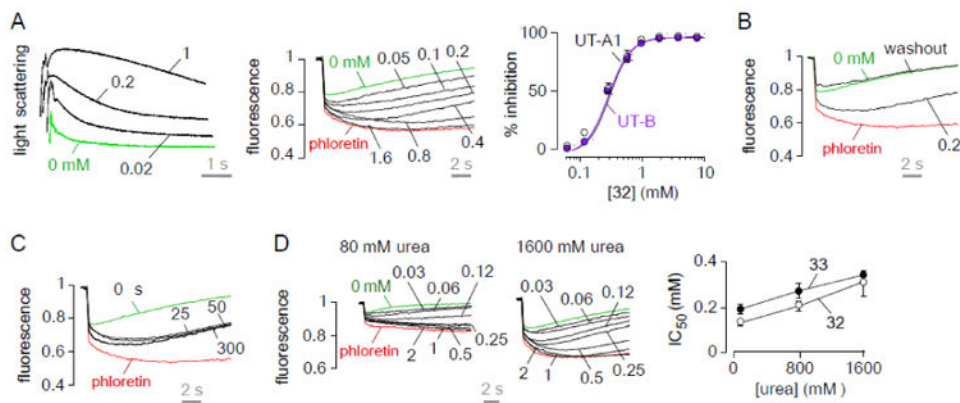 A
light scattering
1
0.2
0 mM
0.02
1 s
fluorescence
1
0.8
0.6
0.4
0 mM
0.05
0.1
0.2
phloretin
1.6
0.8
0.4
2 s
% inhibition
100
50
0
UT-A1
UT-B
0.1
1
10
[32] (mM)
B
fluorescence
1
0.8
0.6
0.4
0 mM
washout
phloretin
0.2
2 s
C
fluorescence
1
0.8
0.6
0.4
0 s
25
50
300
phloretin
2 s
D
80 mM urea
1600 mM urea
fluorescence
1
0.8
0.6
0 mM
0.03
0.06
0.12
phloretin
2
1
0.5
0.25
2 s
0.03
0.06
0.12
2
1
0.5
0.25
IC50 (mM)
0.4
0.2
0
33
32
0
800
1600
[urea] (mM )